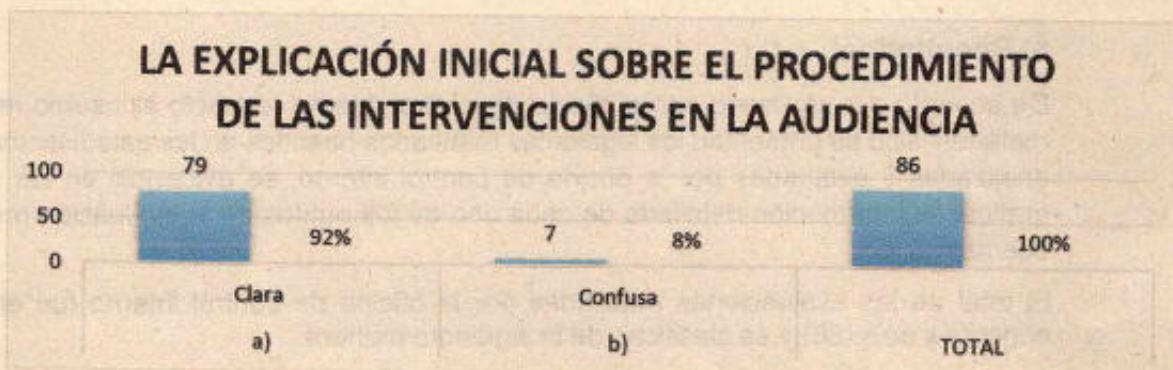 LA EXPLICACIÓN INICIAL SOBRE EL PROCEDIMIENTO
DE LAS INTERVENCIONES EN LA AUDIENCIA
100
50
0
79
92%
7
8%
86
100%
Clara
Confusa
a)
b)
TOTAL